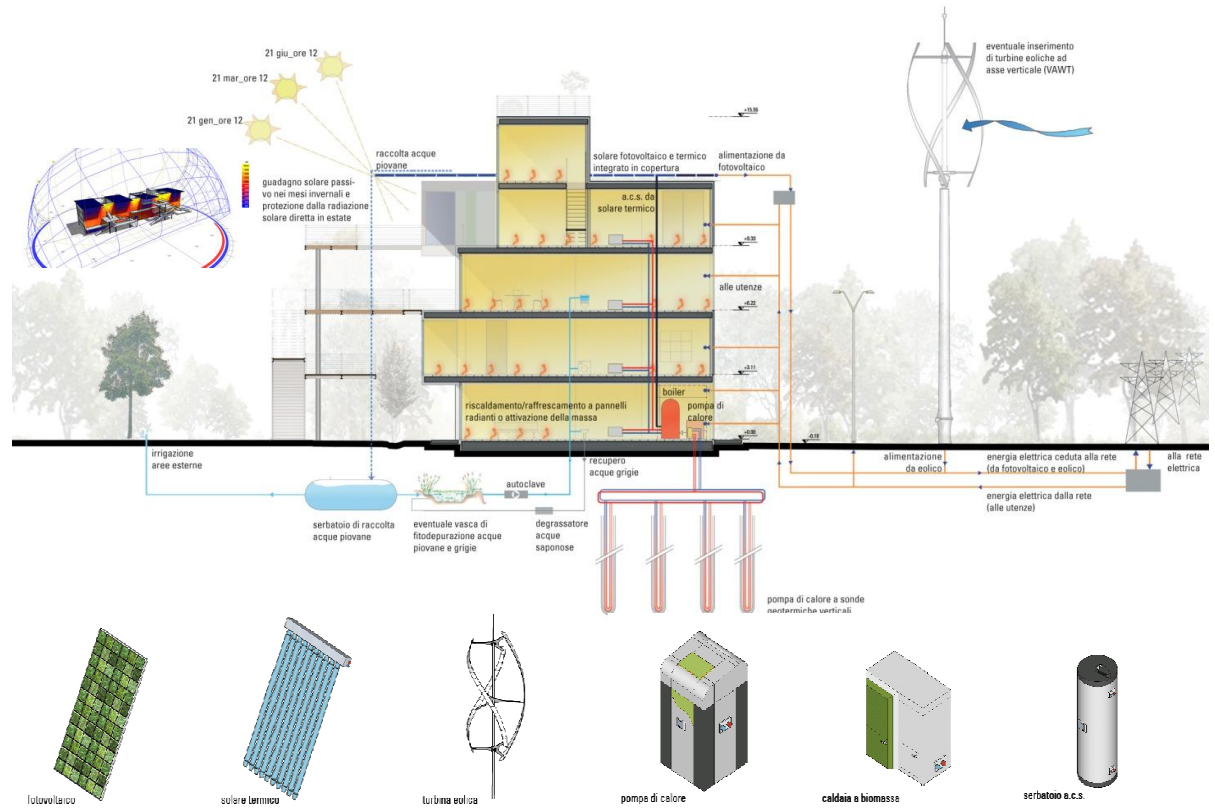 21 giu_ore 12
21 mar_ore 12
21 gen_ore 12
eventuale inserimento
di turbine eoliche ad
asse verticale (VAWT)
+15.55
raccolta acque
piovane
solare fotovoltaico e termico
integrato in copertura
alimentazione da
fotovoltaico
guadagno solare passi-
vo nei mesi invernali e
protezione dalla radiazione
solare diretta in estate
a.c.s. da
solare termico
+9.33
alle utenze
+6.22
+3.11
boiler
riscaldamento/raffrescamento a pannelli
radianti o attivazione della massa
pompa di
calore
+0.00
-0.10
irrigazione
aree esterne
recupero
acque grigie
alimentazione
da eolico
energia elettrica ceduta alla rete
(da fotovoltaico e eolico)
alla rete
elettrica
autoclave
energia elettrica dalla rete
(alle utenze)
serbatoio di raccolta
acque piovane
eventuale vasca di
fitodepurazione acque
piovane e grigie
degrassatore
acque
saponose
pompa di calore a sonde
geotermiche verticali
fotovoltaico
solare termico
turbina eolica
pompa di calore
caldaia a biomassa
serbatoio a.c.s.